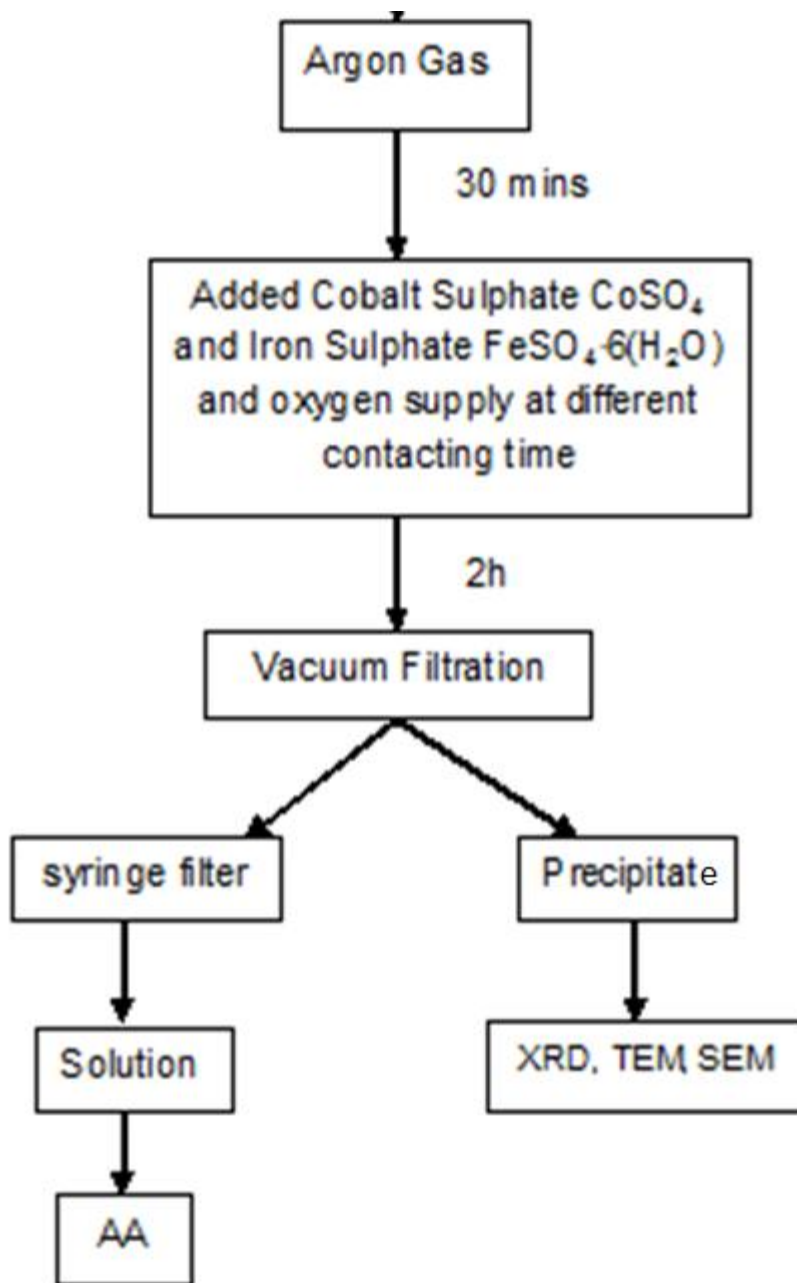 Argon Gas
30 mins
Added Cobalt Sulphate CoSO₄
and Iron Sulphate FeSO₄·6(H₂O)
and oxygen supply at different
contacting time
2h
Vacuum Filtration
syringe filter
Precipitate
Solution
XRD, TEM, SEM
AA